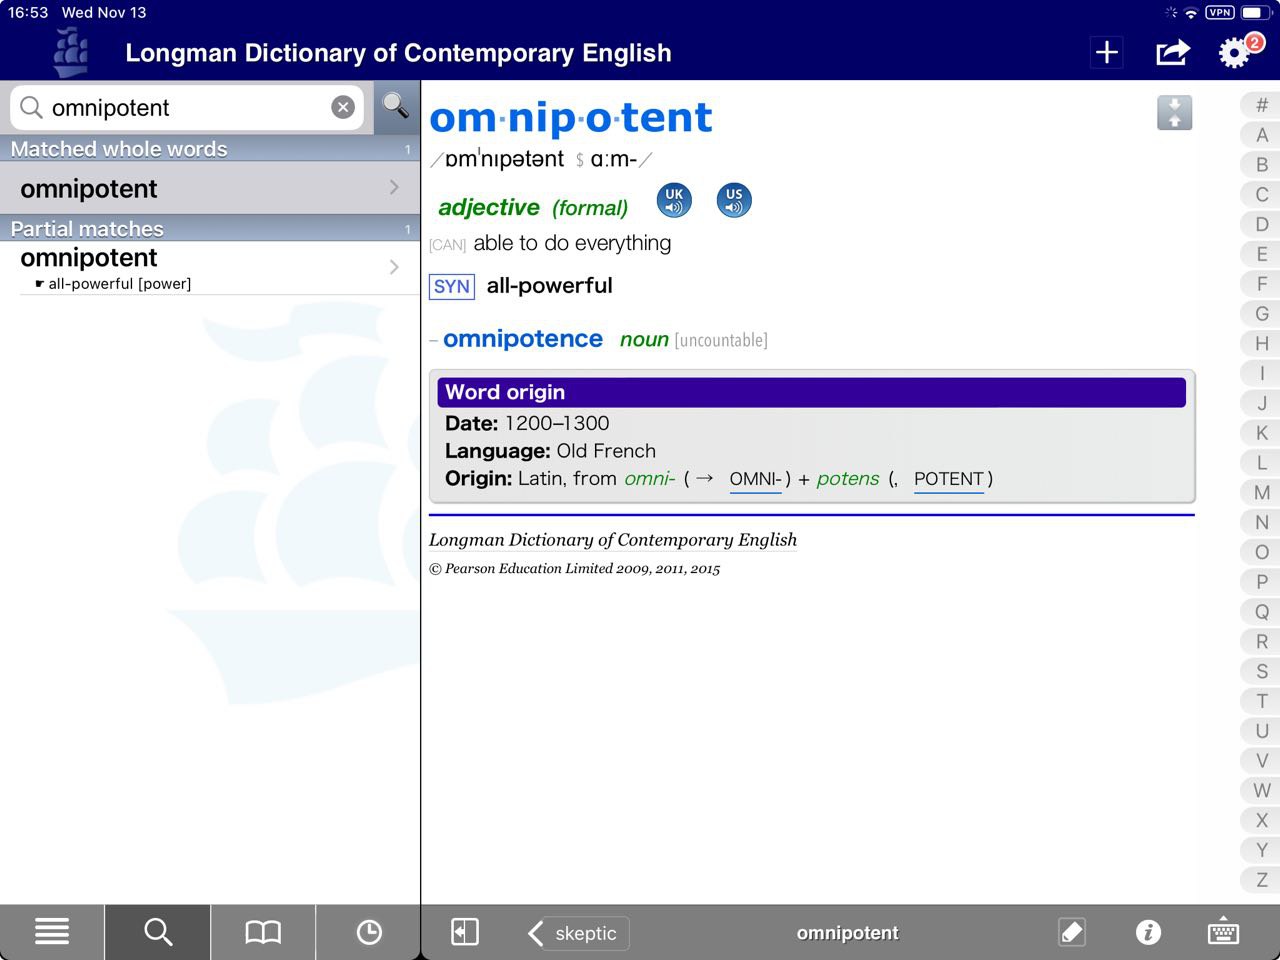 16:53 Wed Nov 13
VPN
Longman Dictionary of Contemporary English
2
omnipotent
Matched whole words 1
omnipotent
Partial matches 1
omnipotent
☛ all-powerful [power]
om·nip·o·tent
/ɒmˈnɪpətənt $ ɑːm-/
adjective (formal)
UK
US
[CAN] able to do everything
SYN all-powerful
– omnipotence noun [uncountable]
Word origin
Date: 1200–1300
Language: Old French
Origin: Latin, from omni- ( → OMNI- ) + potens (, POTENT )
Longman Dictionary of Contemporary English
© Pearson Education Limited 2009, 2011, 2015
#
A
B
C
D
E
F
G
H
I
J
K
L
M
N
O
P
Q
R
S
T
U
V
W
X
Y
Z
skeptic
omnipotent